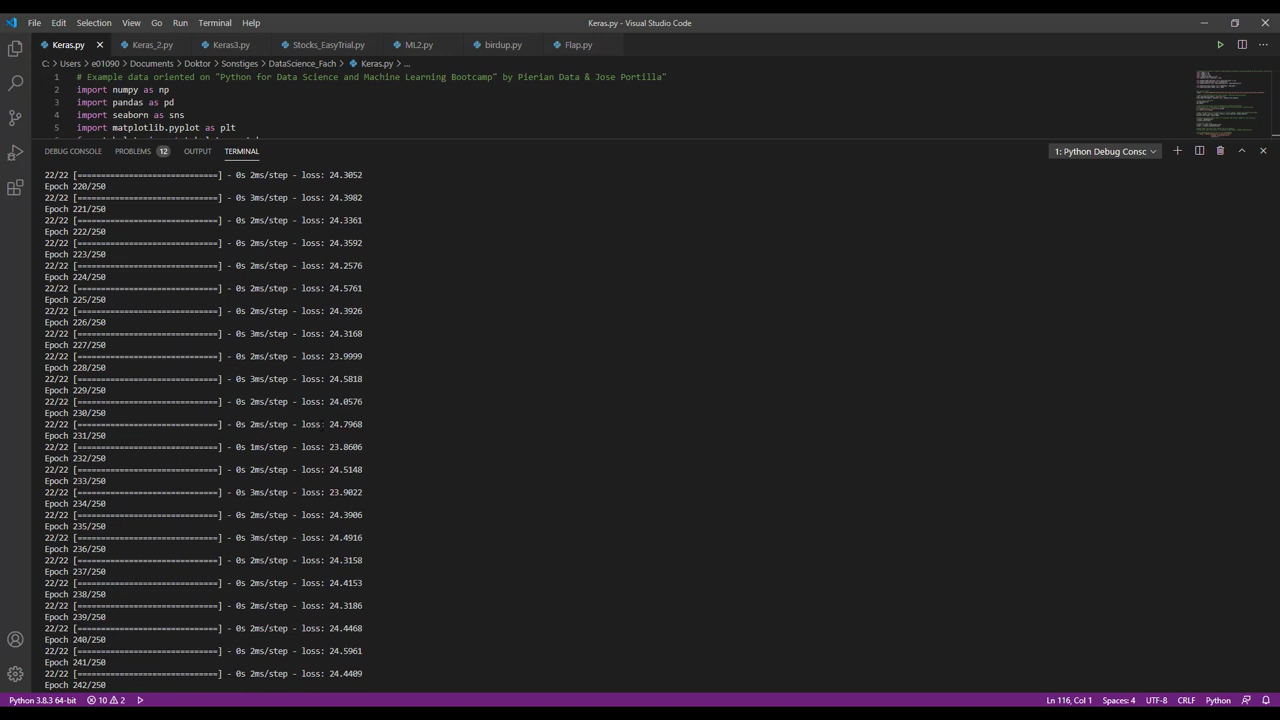 File Edit Selection View Go Run Terminal Help
Keras.py - Visual Studio Code
Keras.py Keras_2.py Keras3.py Stocks_EasyTrial.py ML2.py birdup.py Flap.py
C: > Users > e01090 > Documents > Doktor > Sonstiges > DataScience_Fach > Keras.py > ...
1 # Example data oriented on "Python for Data Science and Machine Learning Bootcamp" by Pierian Data & Jose Portilla"
2 import numpy as np
3 import pandas as pd
4 import seaborn as sns
5 import matplotlib.pyplot as plt
DEBUG CONSOLE PROBLEMS 12 OUTPUT TERMINAL
1: Python Debug Consc
22/22 [==============================] - 0s 2ms/step - loss: 24.3052
Epoch 220/250
22/22 [==============================] - 0s 3ms/step - loss: 24.3982
Epoch 221/250
22/22 [==============================] - 0s 2ms/step - loss: 24.3361
Epoch 222/250
22/22 [==============================] - 0s 2ms/step - loss: 24.3592
Epoch 223/250
22/22 [==============================] - 0s 2ms/step - loss: 24.2576
Epoch 224/250
22/22 [==============================] - 0s 2ms/step - loss: 24.5761
Epoch 225/250
22/22 [==============================] - 0s 2ms/step - loss: 24.3926
Epoch 226/250
22/22 [==============================] - 0s 3ms/step - loss: 24.3168
Epoch 227/250
22/22 [==============================] - 0s 2ms/step - loss: 23.9999
Epoch 228/250
22/22 [==============================] - 0s 3ms/step - loss: 24.5818
Epoch 229/250
22/22 [==============================] - 0s 2ms/step - loss: 24.0576
Epoch 230/250
22/22 [==============================] - 0s 2ms/step - loss: 24.7968
Epoch 231/250
22/22 [==============================] - 0s 1ms/step - loss: 23.8606
Epoch 232/250
22/22 [==============================] - 0s 2ms/step - loss: 24.5148
Epoch 233/250
22/22 [==============================] - 0s 3ms/step - loss: 23.9022
Epoch 234/250
22/22 [==============================] - 0s 2ms/step - loss: 24.3906
Epoch 235/250
22/22 [==============================] - 0s 3ms/step - loss: 24.4916
Epoch 236/250
22/22 [==============================] - 0s 2ms/step - loss: 24.3158
Epoch 237/250
22/22 [==============================] - 0s 2ms/step - loss: 24.4153
Epoch 238/250
22/22 [==============================] - 0s 2ms/step - loss: 24.3186
Epoch 239/250
22/22 [==============================] - 0s 2ms/step - loss: 24.4468
Epoch 240/250
22/22 [==============================] - 0s 2ms/step - loss: 24.5961
Epoch 241/250
22/22 [==============================] - 0s 2ms/step - loss: 24.4409
Epoch 242/250
Python 3.8.3 64-bit 10 2
Ln 116, Col 1 Spaces: 4 UTF-8 CRLF Python